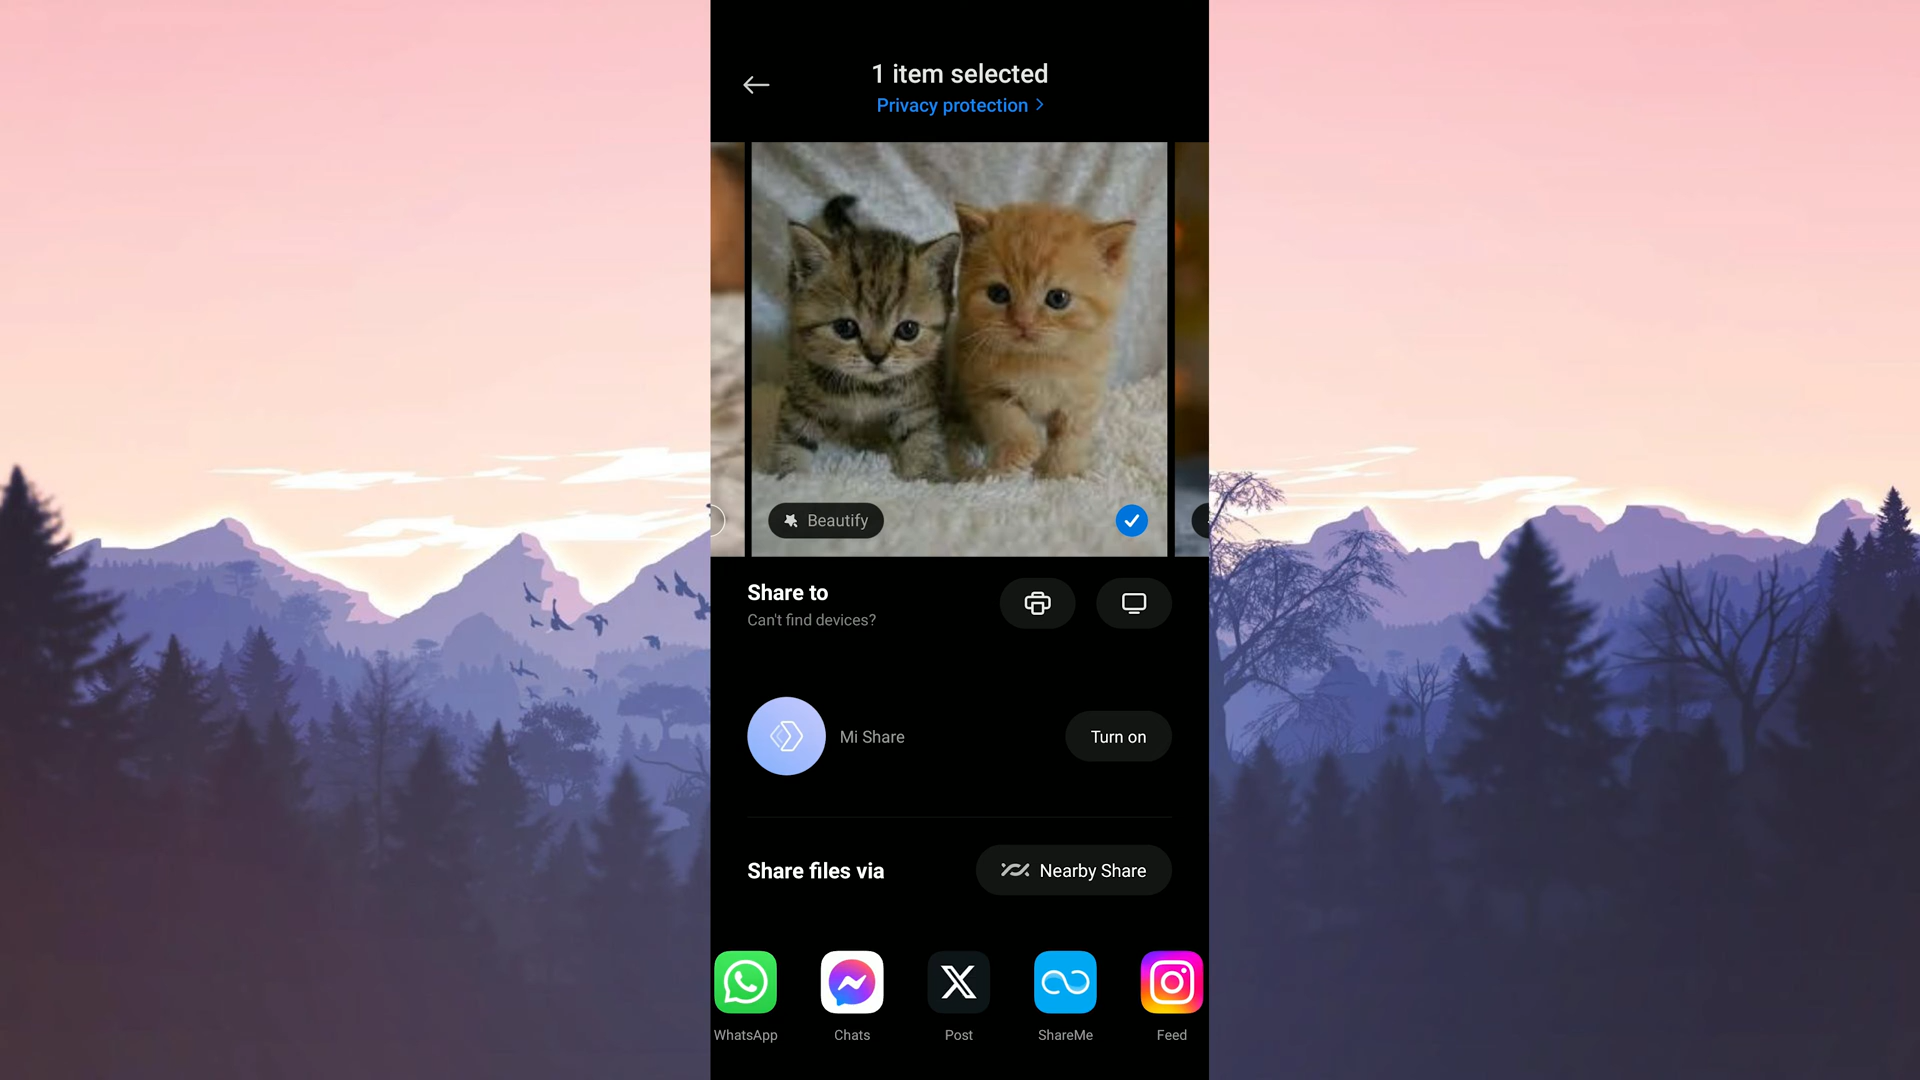 1 item selected
Privacy protection
Beautify
Share to
Can't find devices?
Mi Share
Turn on
Share files via
Nearby Share
WhatsApp
Chats
Post
ShareMe
Feed